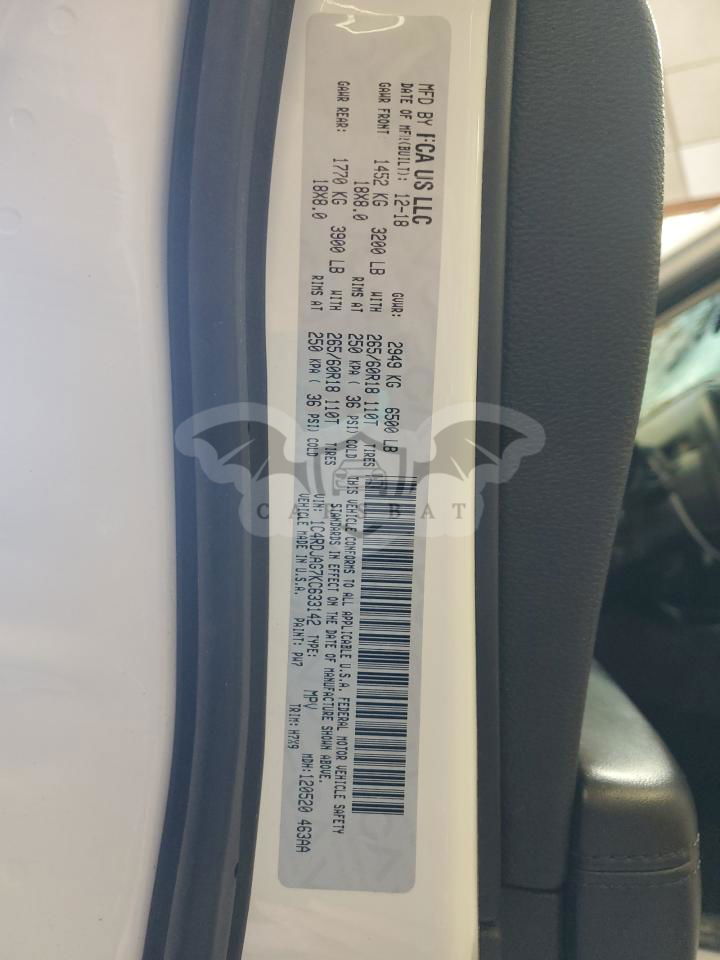 MFD BY FCA US LLC
DATE OF MFR(BUILT): 12-18 GVWR: 2949 KG 6500 LB
GAWR FRONT 1452 KG 3200 LB WITH 265/60R18 110T TIRES
18X8.0 RIMS AT 250 KPA ( 36 PSI) COLD
GAWR REAR: 1770 KG 3900 LB WITH 265/60R18 110T TIRES
18X8.0 RIMS AT 250 KPA ( 36 PSI) COLD
THIS VEHICLE CONFORMS TO ALL APPLICABLE U.S.A. FEDERAL MOTOR VEHICLE SAFETY
STANDARDS IN EFFECT ON THE DATE OF MANUFACTURE SHOWN ABOVE.
VIN: 1C4RDJAG7KC633142 TYPE: MPV MDH:120520 463AA
VEHICLE MADE IN U.S.A. PAINT: PW7 TRIM: H7X9
CARSBAT